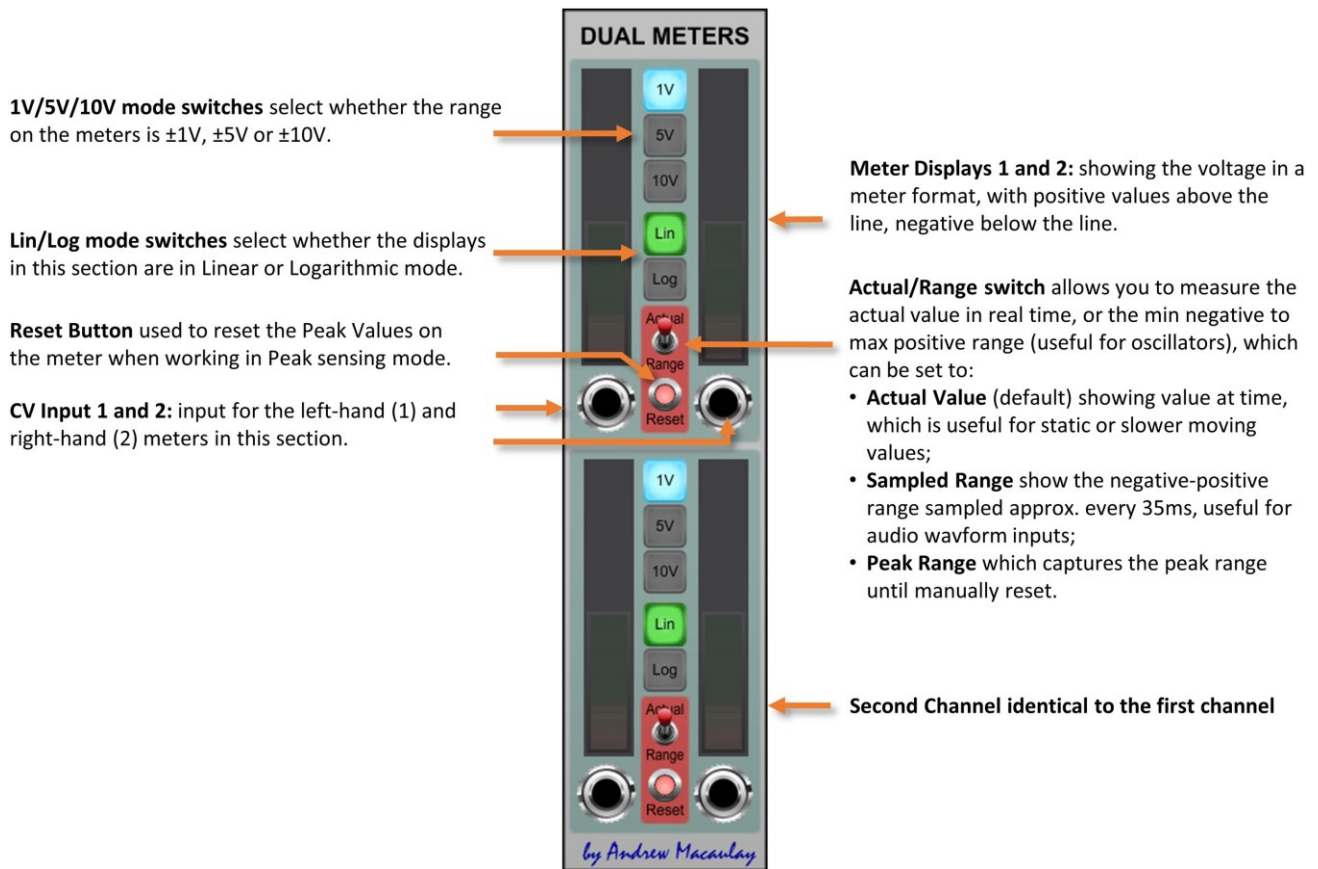 DUAL METERS
1V/5V/10V mode switches select whether the range
on the meters is ±1V, ±5V or ±10V.
Lin/Log mode switches select whether the displays
in this section are in Linear or Logarithmic mode.
Reset Button used to reset the Peak Values on
the meter when working in Peak sensing mode.
CV Input 1 and 2: input for the left-hand (1) and
right-hand (2) meters in this section.
1V
5V
10V
Lin
Log
Actual
Range
Reset
1V
5V
10V
Lin
Log
Actual
Range
Reset
by Andrew Macaulay
Meter Displays 1 and 2: showing the voltage in a
meter format, with positive values above the
line, negative below the line.
Actual/Range switch allows you to measure the
actual value in real time, or the min negative to
max positive range (useful for oscillators), which
can be set to:
• Actual Value (default) showing value at time,
which is useful for static or slower moving
values;
• Sampled Range show the negative-positive
range sampled approx. every 35ms, useful for
audio wavform inputs;
• Peak Range which captures the peak range
until manually reset.
Second Channel identical to the first channel